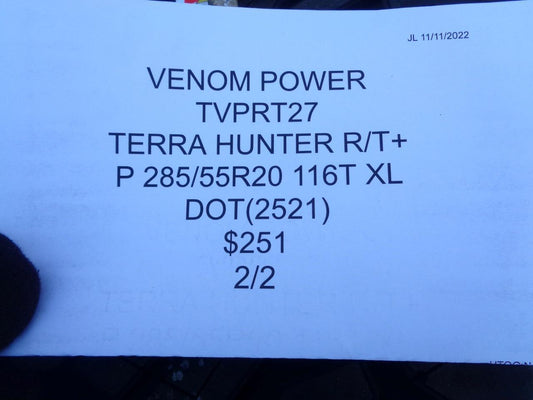 JL 11/11/2022
VENOM POWER
TVPRT27
TERRA HUNTER R/T+
P 285/55R20 116T XL
DOT(2521)
$251
2/2